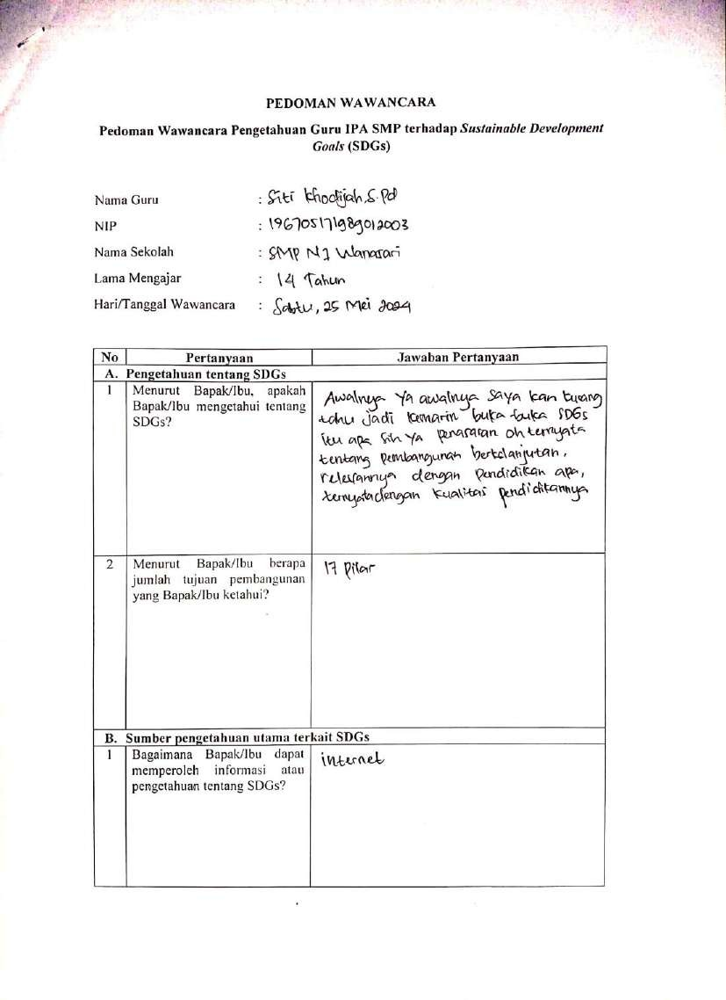 PEDOMAN WAWANCARA
Pedoman Wawancara Pengetahuan Guru IPA SMP terhadap Sustainable Development
Goals (SDGs)
Nama Guru : Siti Khodijah, S.Pd
NIP : 196705171989012003
Nama Sekolah : SMP N 1 Wanasari
Lama Mengajar : 14 Tahun
Hari/Tanggal Wawancara : Sabtu, 25 Mei 2024
No Pertanyaan Jawaban Pertanyaan
A. Pengetahuan tentang SDGs
1 Menurut Bapak/Ibu, apakah
Bapak/Ibu mengetahui tentang
SDGs?
Awalnya ya awalnya saya kan kurang
tahu jadi kemarin buka-buka SDGs
itu apa sih ya penasaran oh ternyata
tentang pembangunan berkelanjutan,
relevannya dengan pendidikan apa,
ternyata dengan kualitas pendidikannya
2 Menurut Bapak/Ibu berapa
jumlah tujuan pembangunan
yang Bapak/Ibu ketahui?
17 pilar
B. Sumber pengetahuan utama terkait SDGs
1 Bagaimana Bapak/Ibu dapat
memperoleh informasi atau
pengetahuan tentang SDGs?
internet